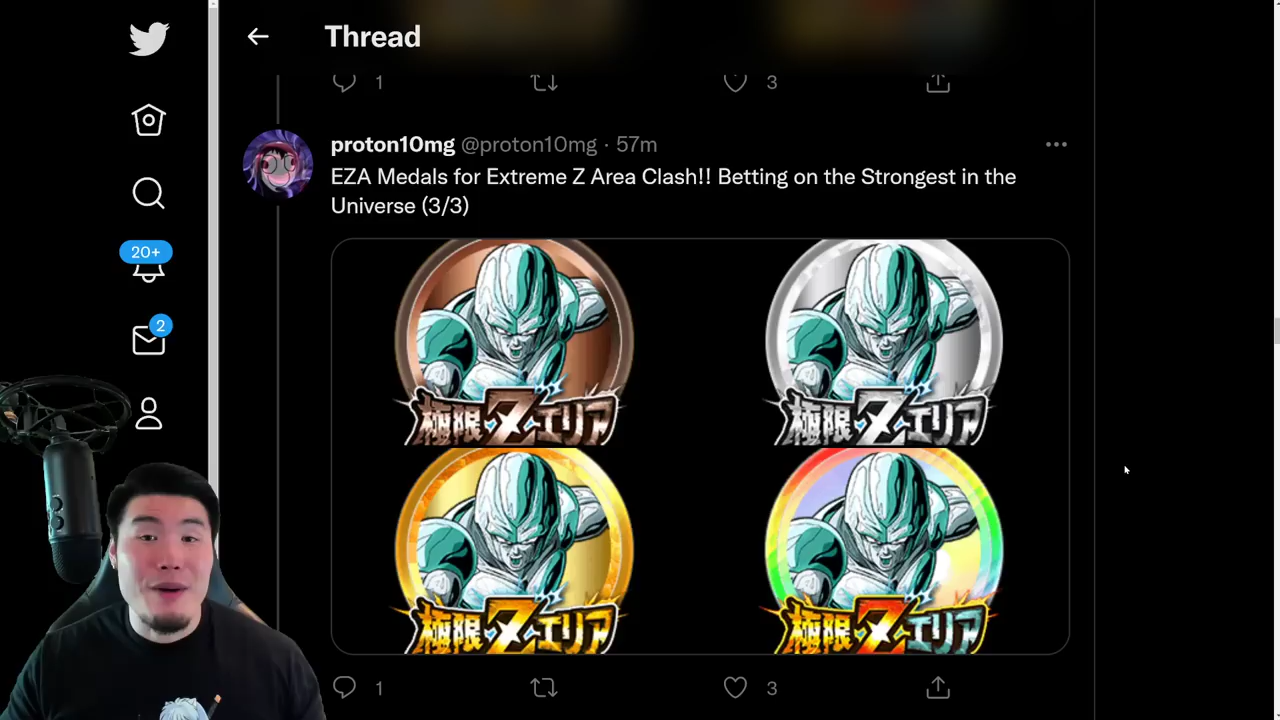 Thread
1
3
proton10mg @proton10mg · 57m
EZA Medals for Extreme Z Area Clash!! Betting on the Strongest in the
Universe (3/3)
20+
2
極限Zエリア
極限Zエリア
極限Zエリア
極限Zエリア
1
3